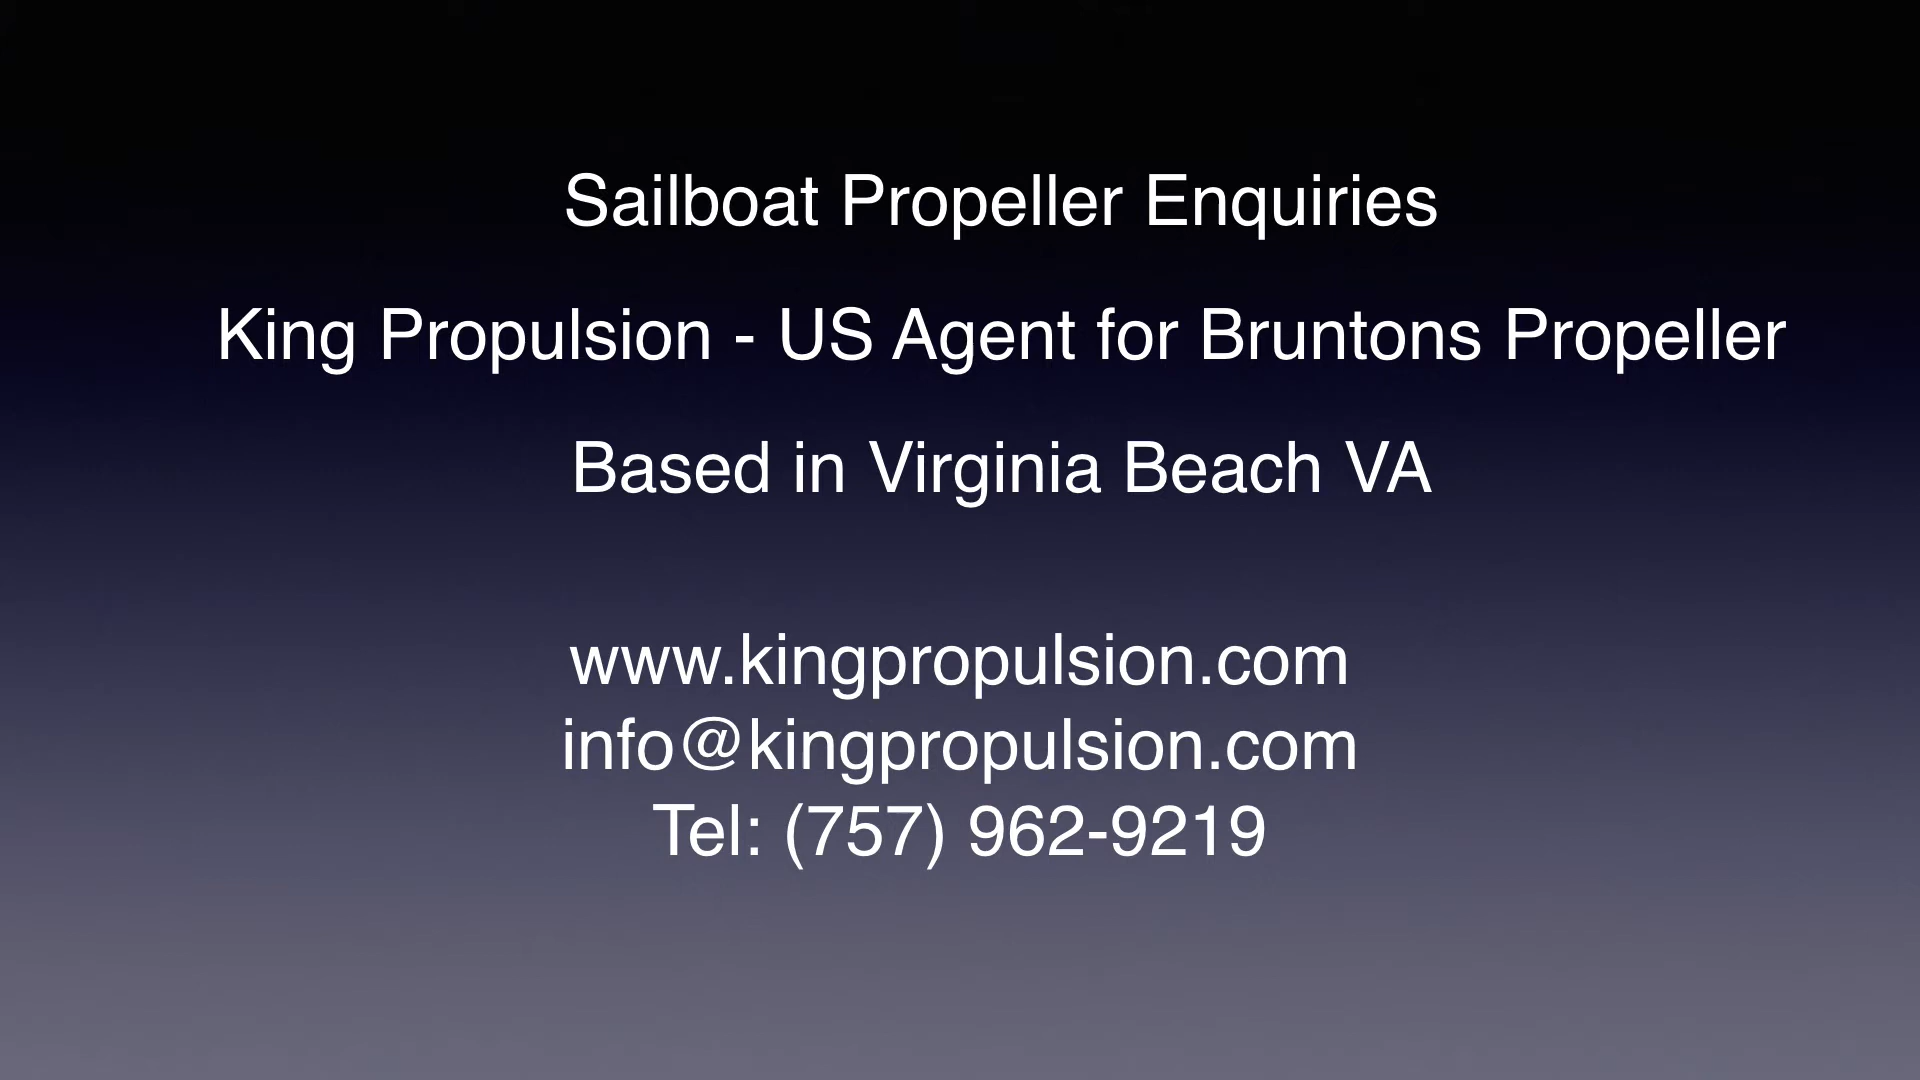 Sailboat Propeller Enquiries
King Propulsion - US Agent for Bruntons Propeller
Based in Virginia Beach VA
www.kingpropulsion.com
info@kingpropulsion.com
Tel: (757) 962-9219